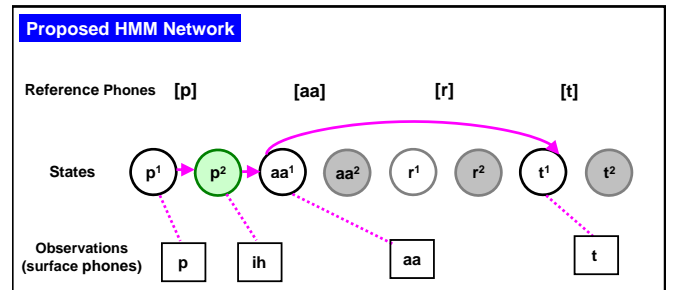 Proposed HMM Network
Reference Phones [p] [aa] [r] [t]
States p¹ p² aa¹ aa² r¹ r² t¹ t²
Observations
(surface phones) p ih aa t